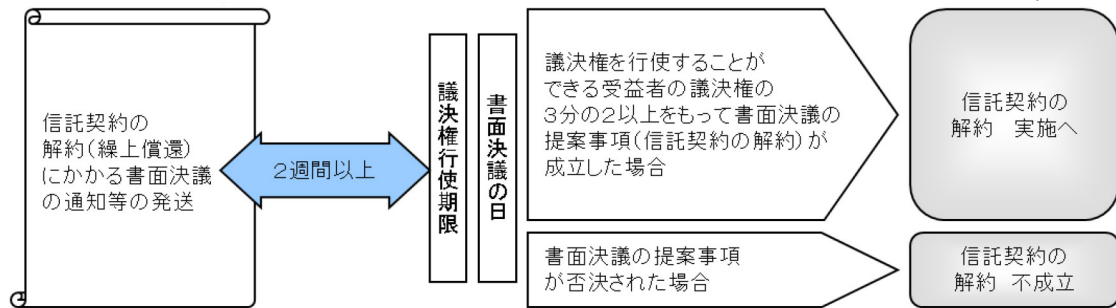 信託契約の
解約(繰上償還)
にかかる書面決議
の通知等の発送
2週間以上
議決権行使期限
書面決議の日
議決権を行使することが
できる受益者の議決権の
3分の2以上をもって書面決議の
提案事項(信託契約の解約)が
成立した場合
信託契約の
解約　実施へ
書面決議の提案事項
が否決された場合
信託契約の
解約　不成立